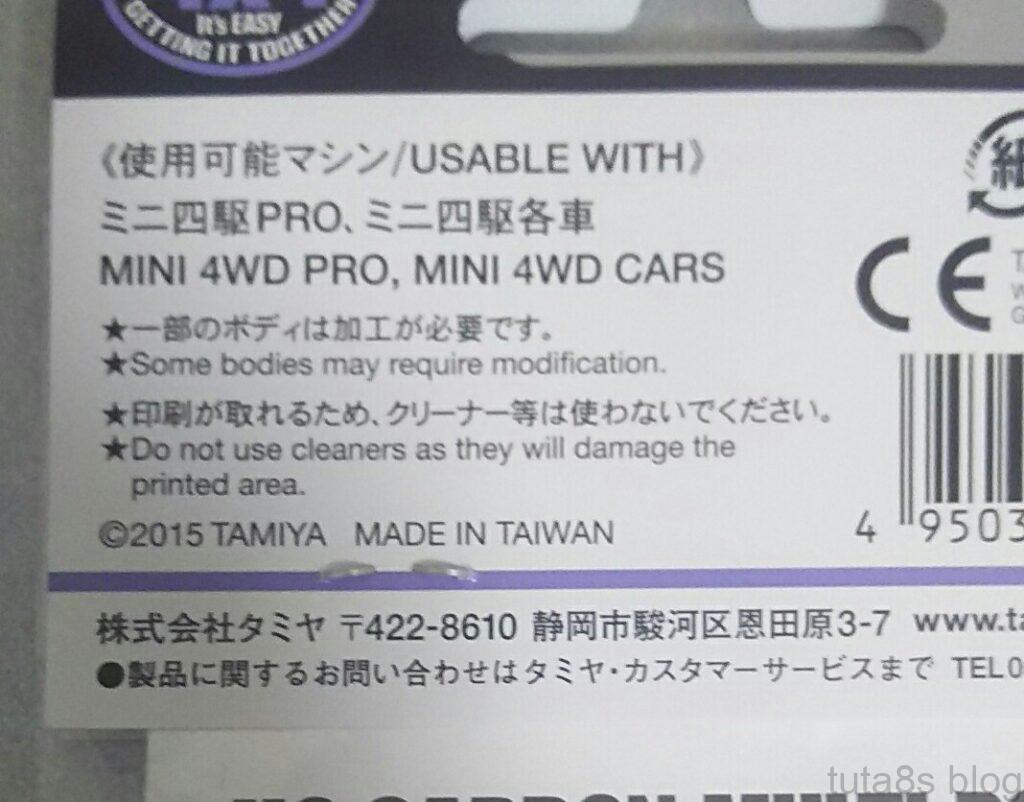 It's EASY
GETTING IT TOGETHER
《使用可能マシン/USABLE WITH》
ミニ四駆PRO、ミニ四駆各車
MINI 4WD PRO, MINI 4WD CARS
★一部のボディは加工が必要です。
★Some bodies may require modification.
★印刷が取れるため、クリーナー等は使わないでください。
★Do not use cleaners as they will damage the
printed area.
©2015 TAMIYA MADE IN TAIWAN
紙
CE
4 9503
株式会社タミヤ 〒422-8610 静岡市駿河区恩田原3-7 www.ta
●製品に関するお問い合わせはタミヤ・カスタマーサービスまで TEL0
tuta8s blog